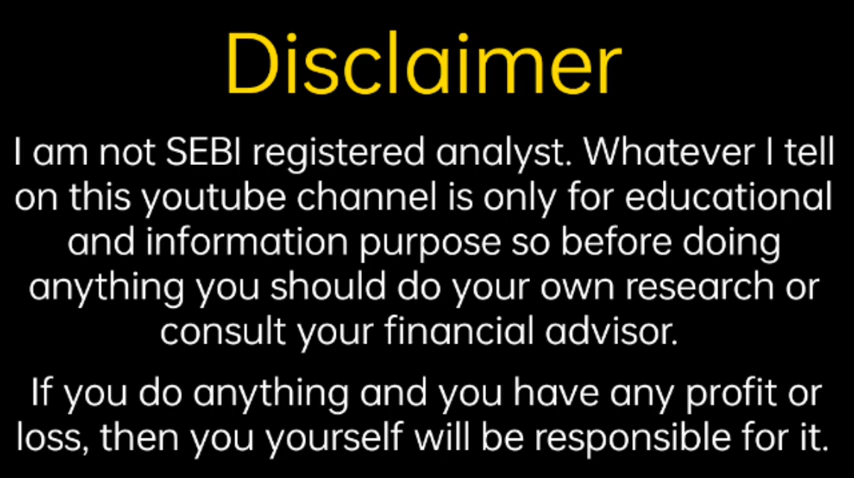 Disclaimer
I am not SEBI registered analyst. Whatever I tell
on this youtube channel is only for educational
and information purpose so before doing
anything you should do your own research or
consult your financial advisor.
If you do anything and you have any profit or
loss, then you yourself will be responsible for it.